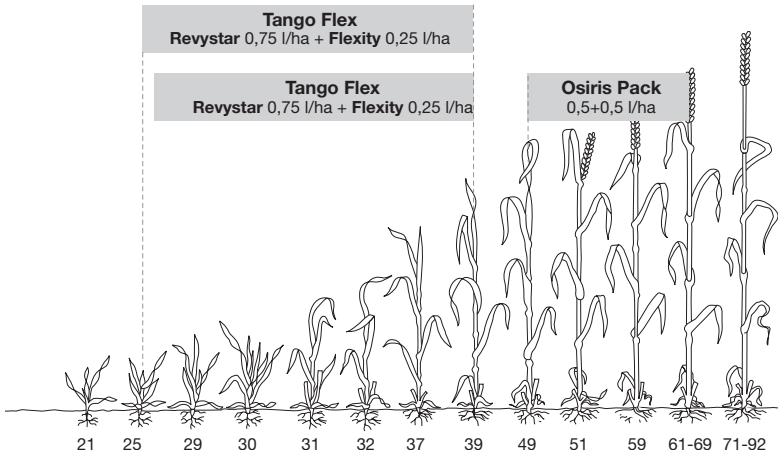 Tango Flex
Revystar 0,75 l/ha + Flexity 0,25 l/ha
Tango Flex
Revystar 0,75 l/ha + Flexity 0,25 l/ha
Osiris Pack
0,5+0,5 l/ha
21 25 29 30 31 32 37 39 49 51 59 61-69 71-92